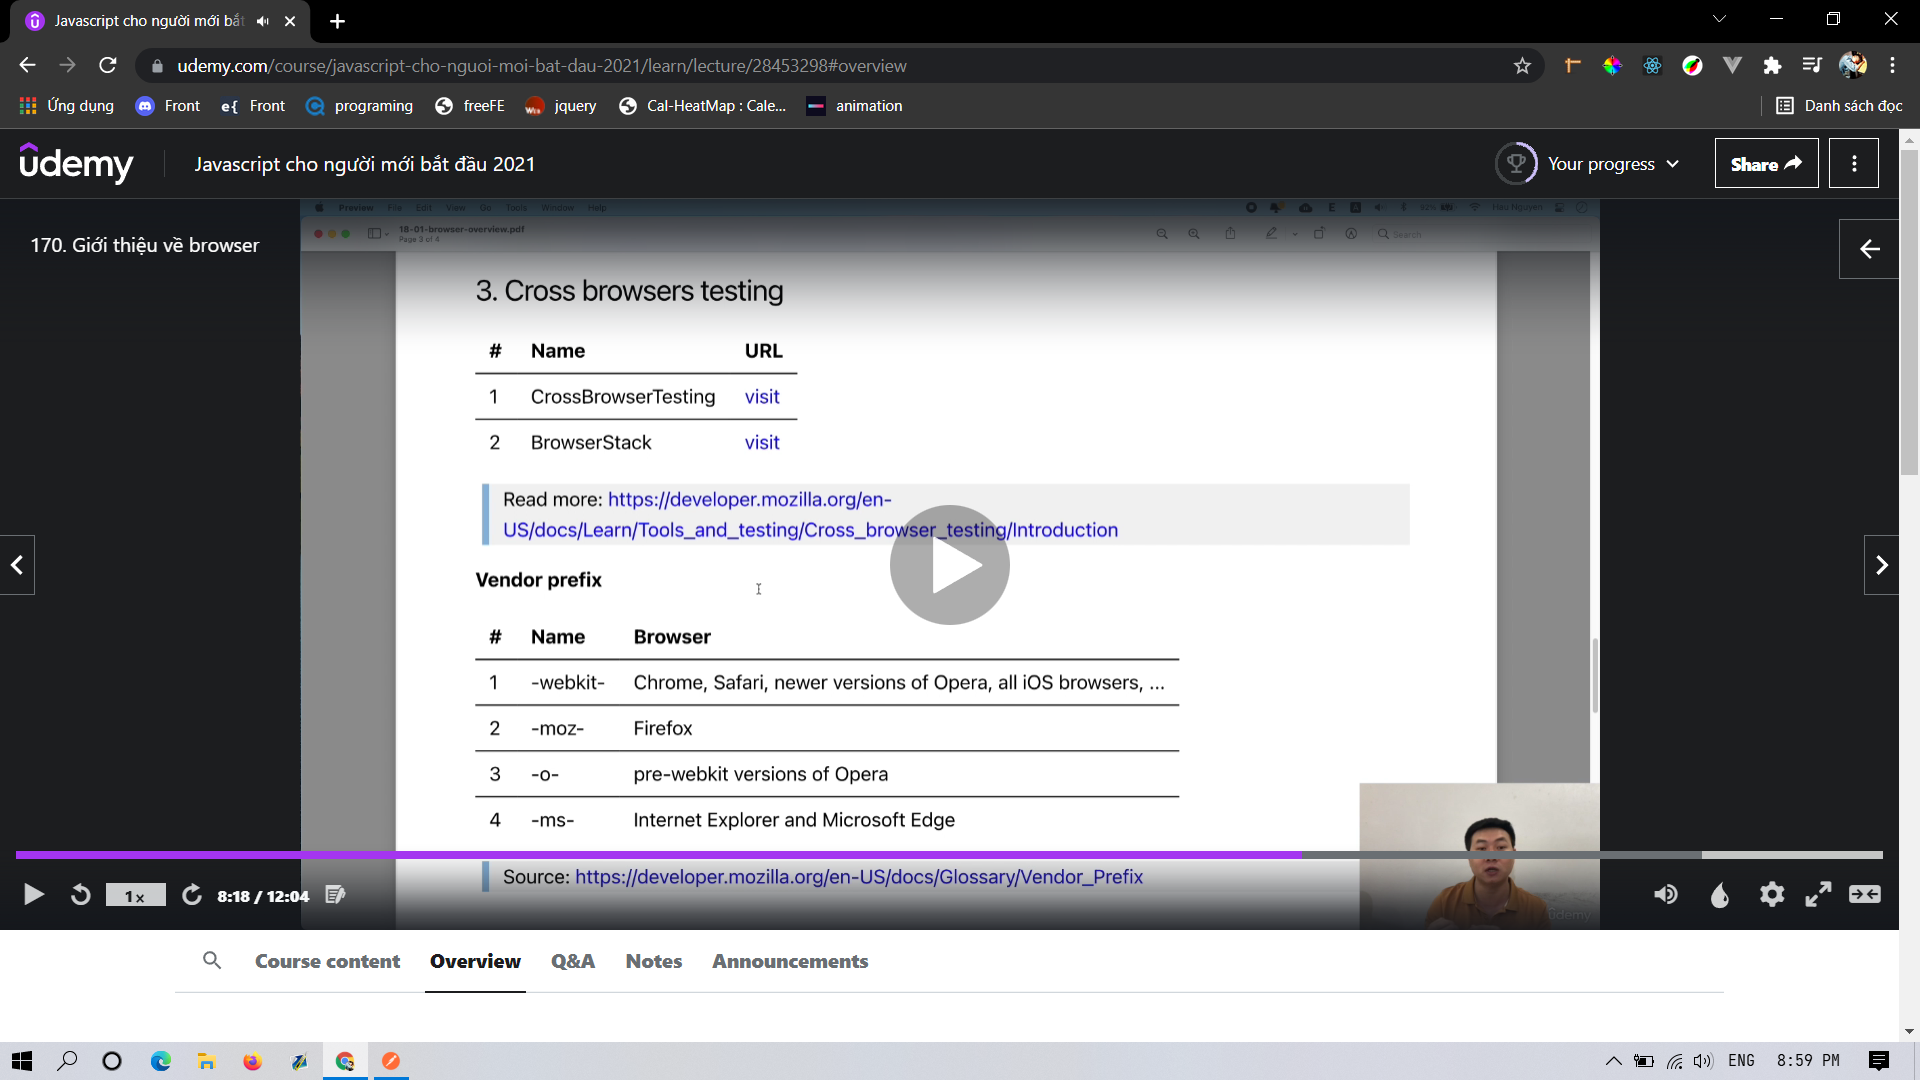 Javascript cho người mới bắt
udemy.com/course/javascript-cho-nguoi-moi-bat-dau-2021/learn/lecture/28453298#overview
Ứng dụng Front e{ Front programing freeFE jquery Cal-HeatMap : Cale... animation Danh sách đọc
ûdemy Javascript cho người mới bắt đầu 2021 Your progress Share
Preview File Edit View Go Tools Window Help 92% Hau Nguyen
18-01-browser-overview.pdf
Page 3 of 4
Search
170. Giới thiệu về browser
3. Cross browsers testing
# Name URL
1 CrossBrowserTesting visit
2 BrowserStack visit
Read more: https://developer.mozilla.org/en-
US/docs/Learn/Tools_and_testing/Cross_browser_testing/Introduction
Vendor prefix
# Name Browser
1 -webkit- Chrome, Safari, newer versions of Opera, all iOS browsers, ...
2 -moz- Firefox
3 -o- pre-webkit versions of Opera
4 -ms- Internet Explorer and Microsoft Edge
Source: https://developer.mozilla.org/en-US/docs/Glossary/Vendor_Prefix
1x 8:18 / 12:04
udemy
Course content Overview Q&A Notes Announcements
ENG 8:59 PM